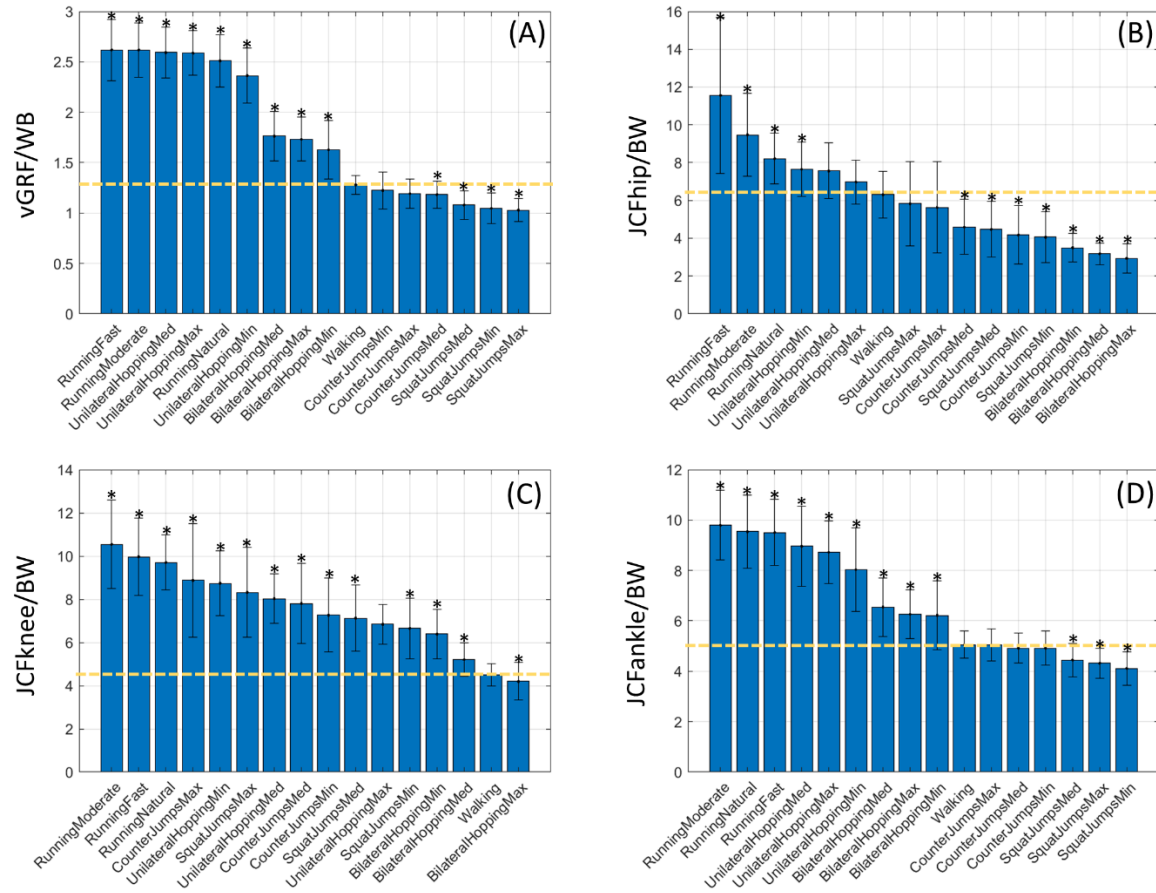 (A)
vGRF/WB
3
2.5
2
1.5
1
0.5
0
* * * * * * * * * * * * *
RunningFast
RunningModerate
UnilateralHoppingMed
UnilateralHoppingMax
RunningNatural
UnilateralHoppingMin
BilateralHoppingMed
BilateralHoppingMax
BilateralHoppingMin
Walking
CounterJumpsMin
CounterJumpsMax
CounterJumpsMed
SquatJumpsMed
SquatJumpsMin
SquatJumpsMax
(B)
JCFhip/BW
16
14
12
10
8
6
4
2
0
* * * * * * * * * * *
RunningFast
RunningModerate
RunningNatural
UnilateralHoppingMin
UnilateralHoppingMed
UnilateralHoppingMax
Walking
SquatJumpsMax
CounterJumpsMax
CounterJumpsMed
SquatJumpsMed
CounterJumpsMin
SquatJumpsMin
BilateralHoppingMin
BilateralHoppingMed
BilateralHoppingMax
(C)
JCFknee/BW
14
12
10
8
6
4
2
0
* * * * * * * * * * * * * *
RunningModerate
RunningFast
RunningNatural
CounterJumpsMax
UnilateralHoppingMin
SquatJumpsMax
UnilateralHoppingMed
CounterJumpsMed
CounterJumpsMin
SquatJumpsMed
UnilateralHoppingMax
SquatJumpsMin
BilateralHoppingMin
BilateralHoppingMed
Walking
BilateralHoppingMax
(D)
JCFankle/BW
12
10
8
6
4
2
0
* * * * * * * * * * * *
RunningModerate
RunningNatural
RunningFast
UnilateralHoppingMed
UnilateralHoppingMax
UnilateralHoppingMin
BilateralHoppingMed
BilateralHoppingMax
BilateralHoppingMin
Walking
CounterJumpsMax
CounterJumpsMed
CounterJumpsMin
SquatJumpsMed
SquatJumpsMax
SquatJumpsMin